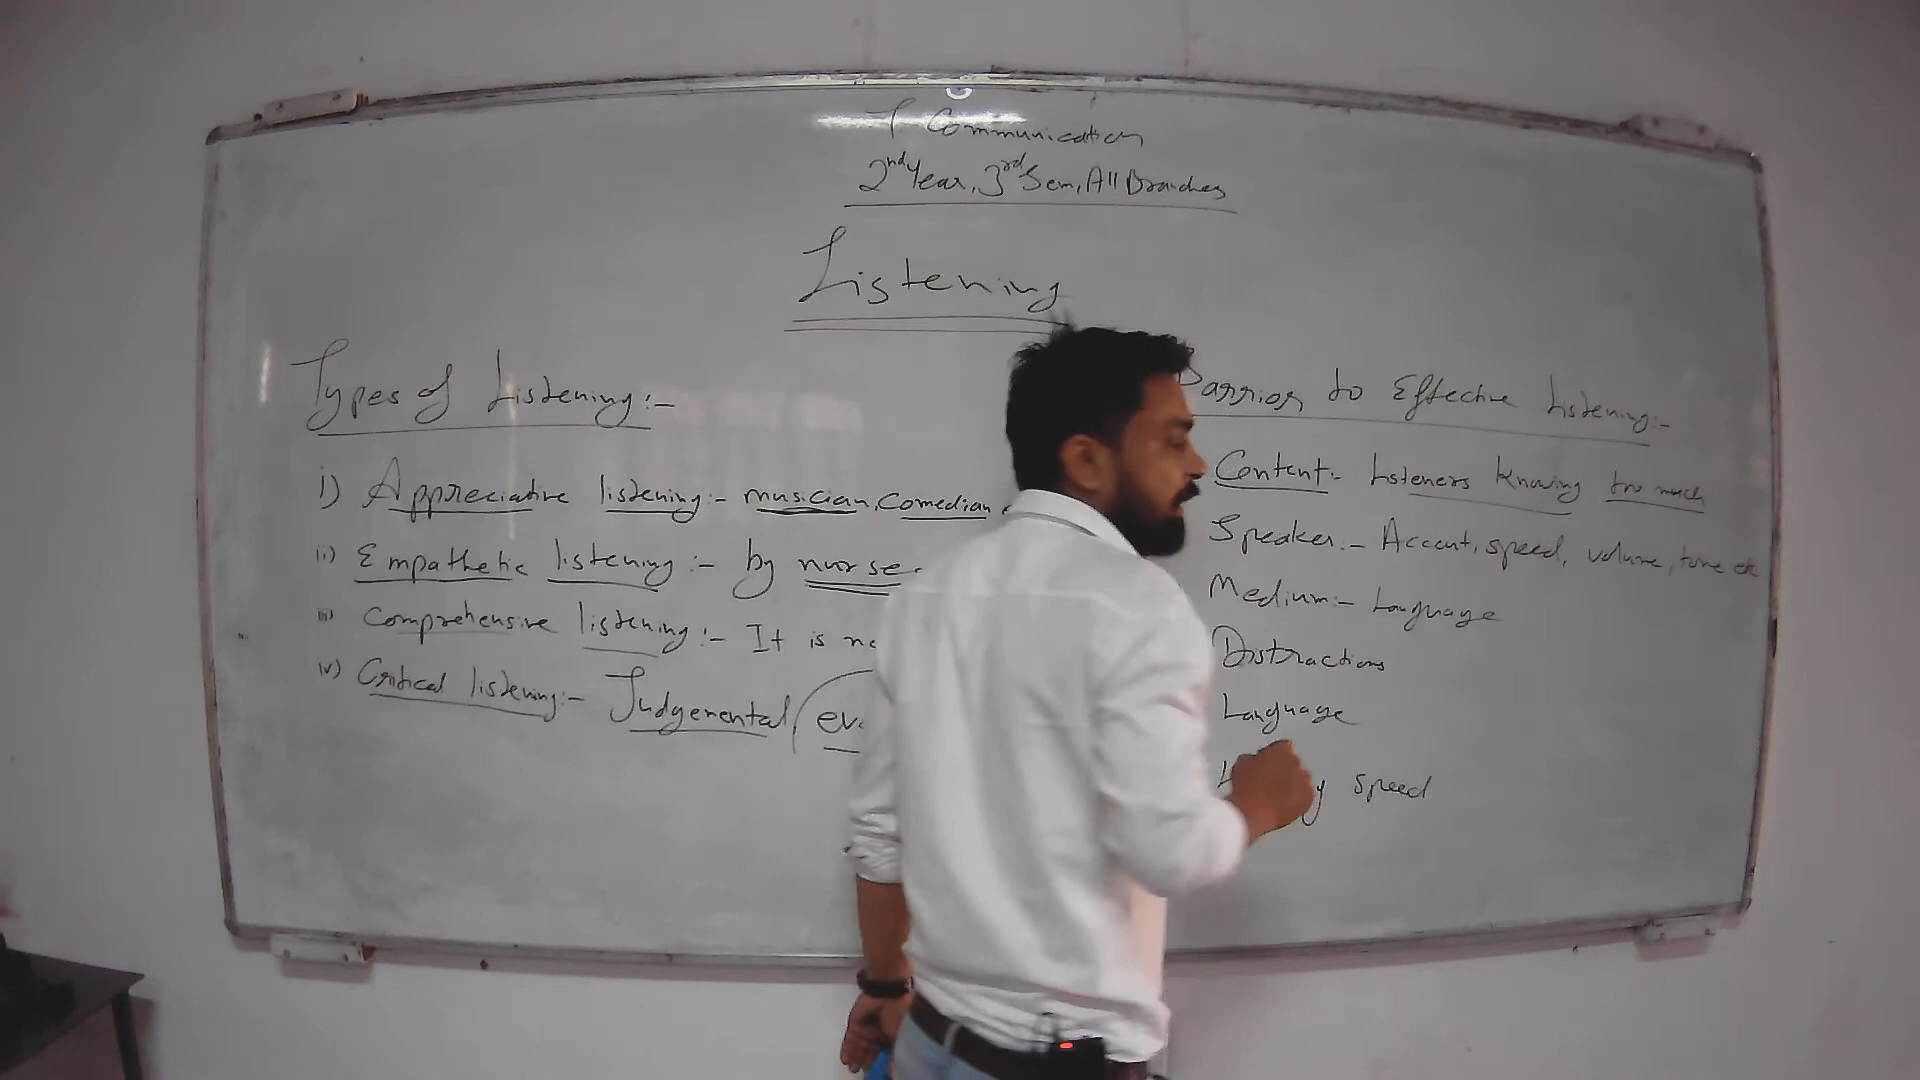 Communication
2nd Year, 3rd Sem, All Branches
Listening
Types of Listening:-
i) Appreciative listening:- musician, comedian
ii) Empathetic listening:- by nurse.
iii) Comprehensive listening:- It is
iv) Critical listening:- Judgemental (
Barrior to Effective Listening:-
Content:- Listeners Knowing too much
Speaker.- Accent, speed, volume, tone etc
Medium:- Language
Distractions
Language
speed